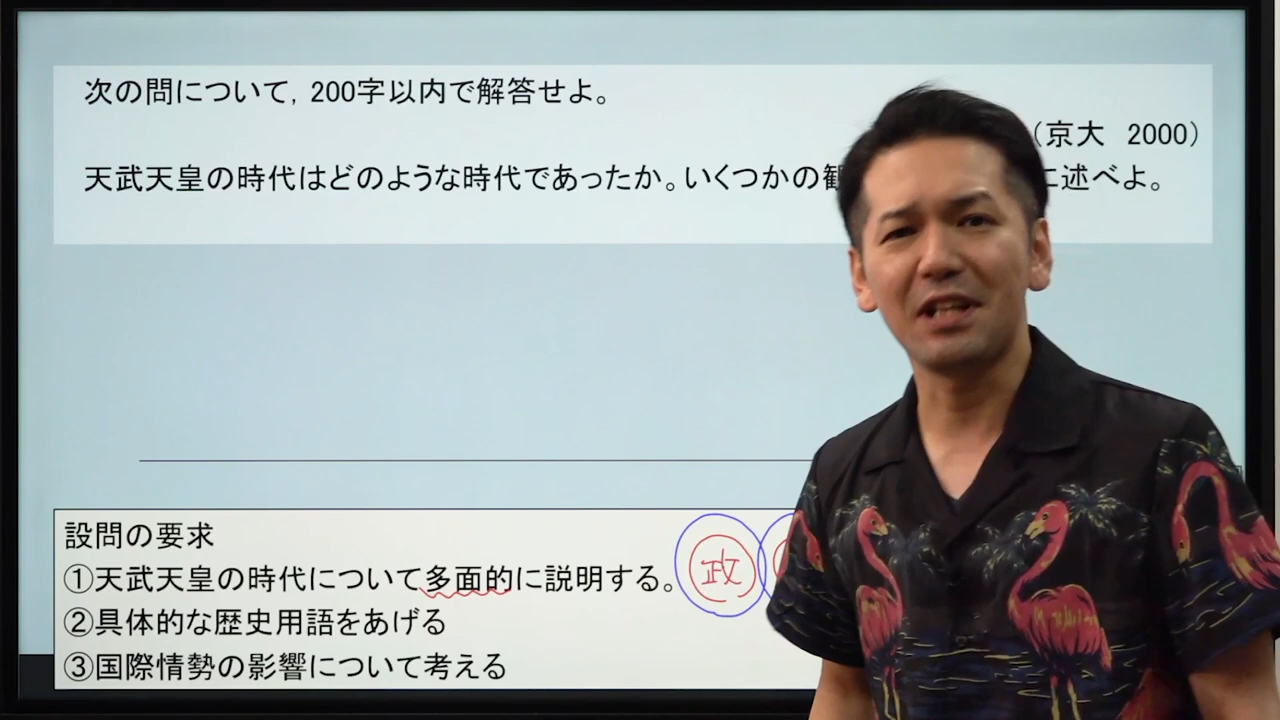 次の問について，200字以内で解答せよ。
（京大　2000）
天武天皇の時代はどのような時代であったか。いくつかの観 に述べよ。
設問の要求
①天武天皇の時代について多面的に説明する。 政
②具体的な歴史用語をあげる
③国際情勢の影響について考える